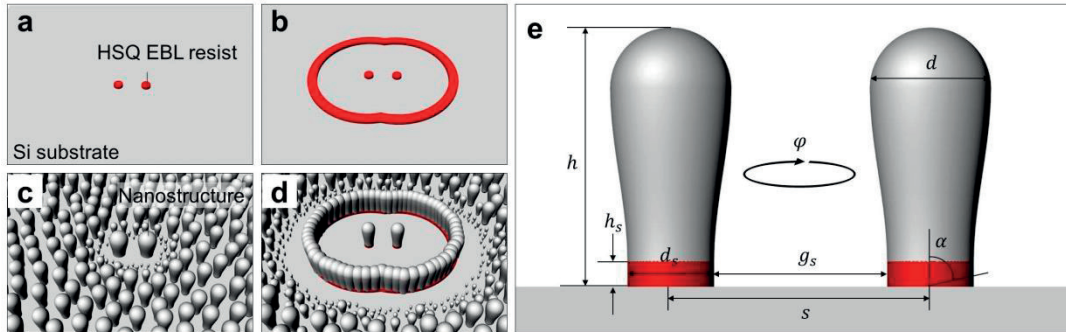 a
HSQ EBL resist
Si substrate
b
c
Nanostructure
d
e
d
φ
h
h_s
d_s
g_s
α
s